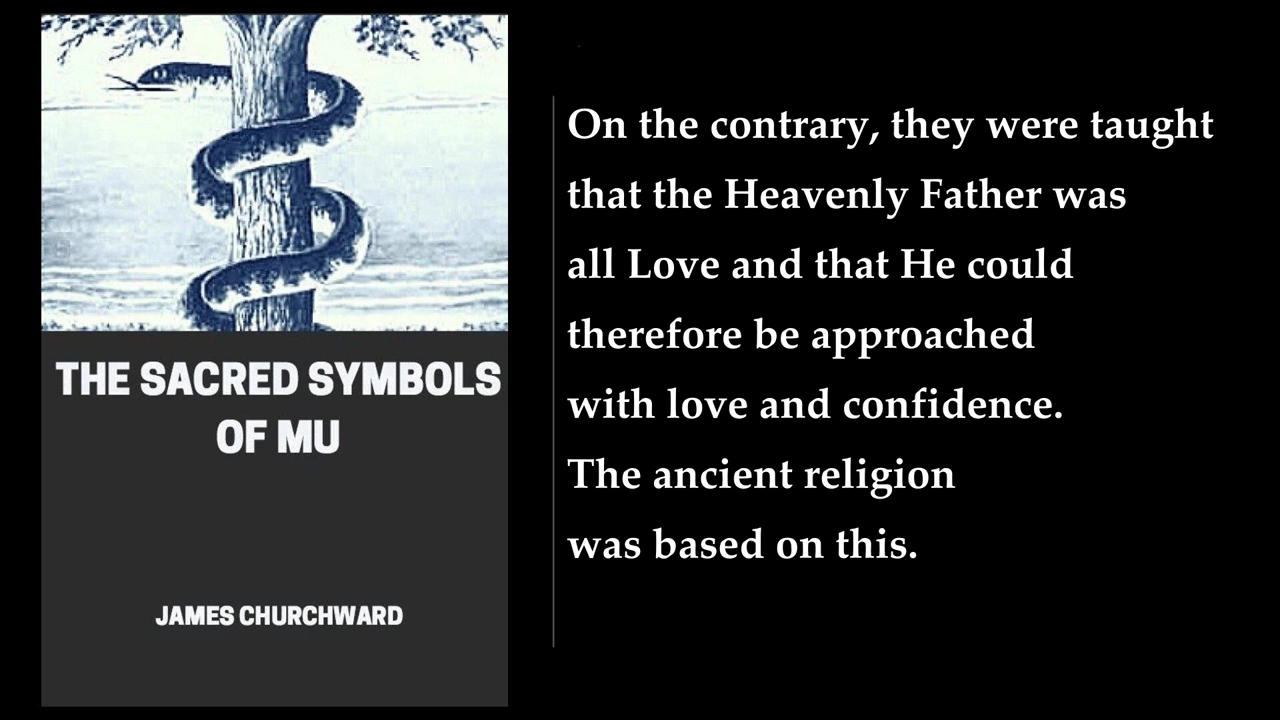 THE SACRED SYMBOLS
OF MU
JAMES CHURCHWARD
On the contrary, they were taught
that the Heavenly Father was
all Love and that He could
therefore be approached
with love and confidence.
The ancient religion
was based on this.